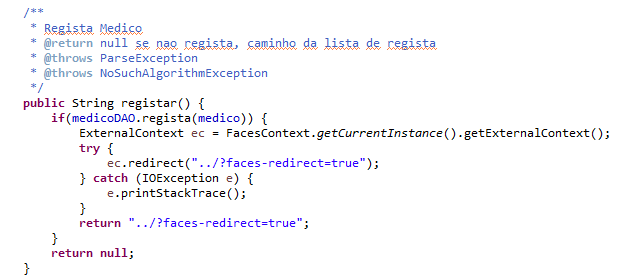 /**
 * Regista Medico
 * @return null se nao regista, caminho da lista de regista
 * @throws ParseException
 * @throws NoSuchAlgorithmException
 */
public String registar() {
    if(medicoDAO.regista(medico)) {
        ExternalContext ec = FacesContext.getCurrentInstance().getExternalContext();
        try {
            ec.redirect("../?faces-redirect=true");
        } catch (IOException e) {
            e.printStackTrace();
        }
        return "../?faces-redirect=true";
    }
    return null;
}